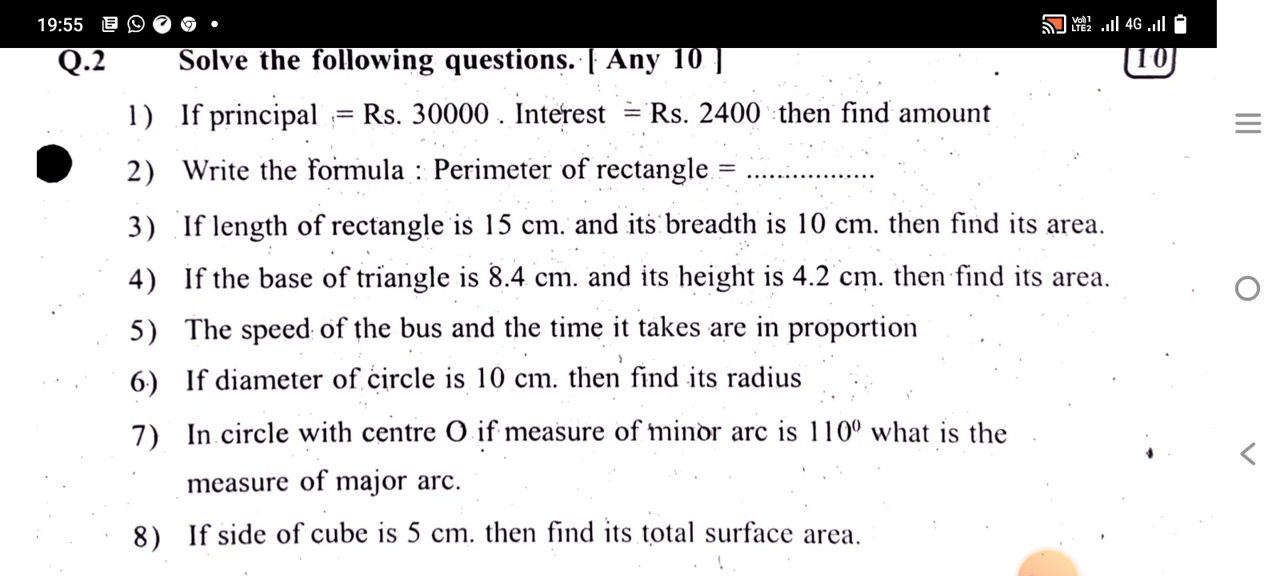 19:55
Vo)) 1 LTE2 4G
Q.2 Solve the following questions. [ Any 10 ] 10
1) If principal = Rs. 30000 . Interest = Rs. 2400 then find amount
2) Write the formula : Perimeter of rectangle = .................
3) If length of rectangle is 15 cm. and its breadth is 10 cm. then find its area.
4) If the base of triangle is 8.4 cm. and its height is 4.2 cm. then find its area.
5) The speed of the bus and the time it takes are in proportion
6) If diameter of circle is 10 cm. then find its radius
7) In circle with centre O if measure of minor arc is 110⁰ what is the
measure of major arc.
8) If side of cube is 5 cm. then find its total surface area.